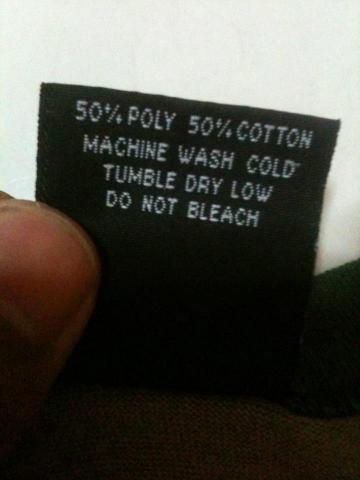 50% POLY 50% COTTON
MACHINE WASH COLD
TUMBLE DRY LOW
DO NOT BLEACH